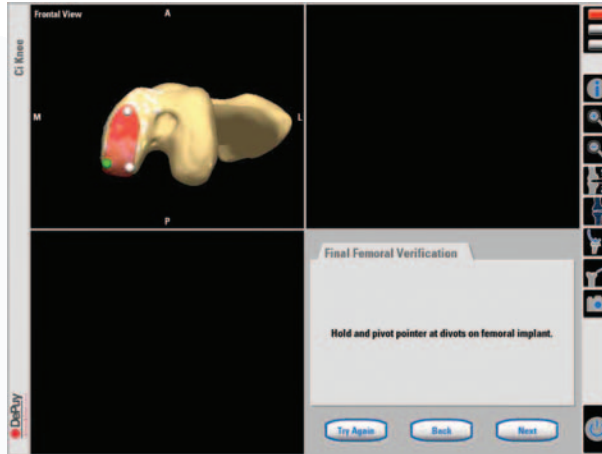 Ci Knee
Frontal View
A
M
L
P
Final Femoral Verification
Hold and pivot pointer at divots on femoral implant.
Try Again
Back
Next
DePuy